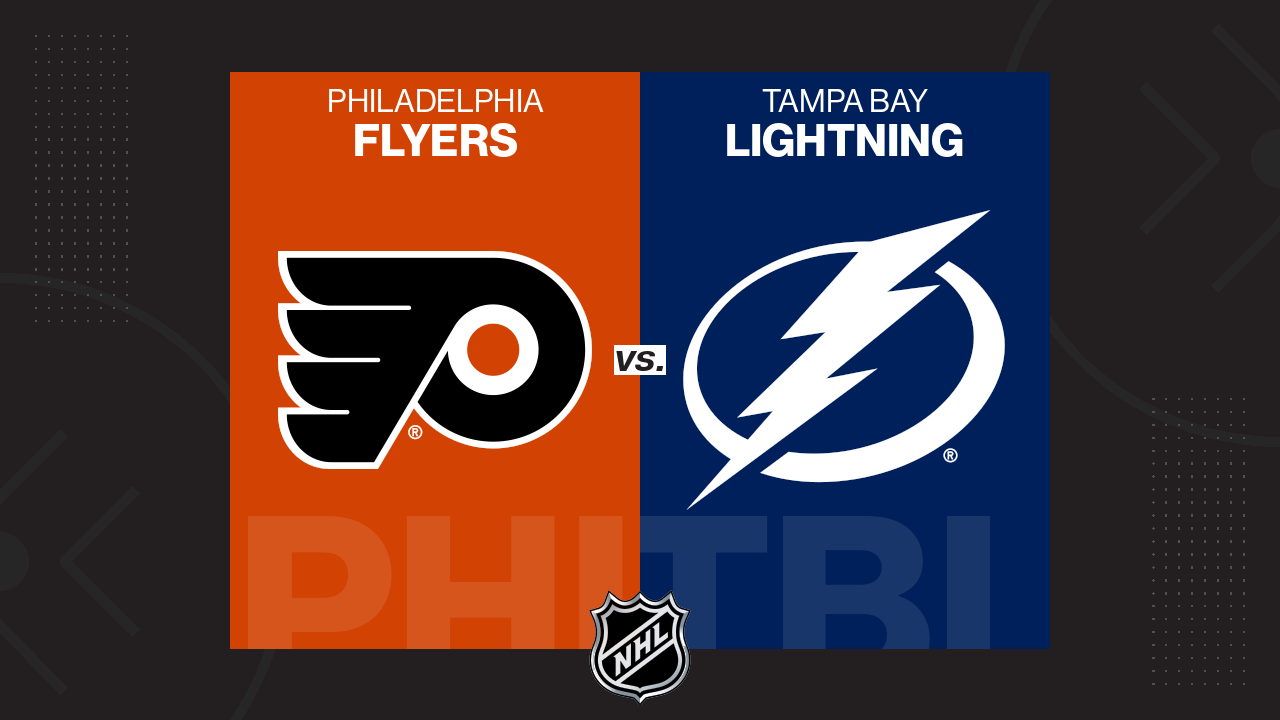 PHILADELPHIA
FLYERS
TAMPA BAY
LIGHTNING
vs.
®
®
PHI
TBL
NHL